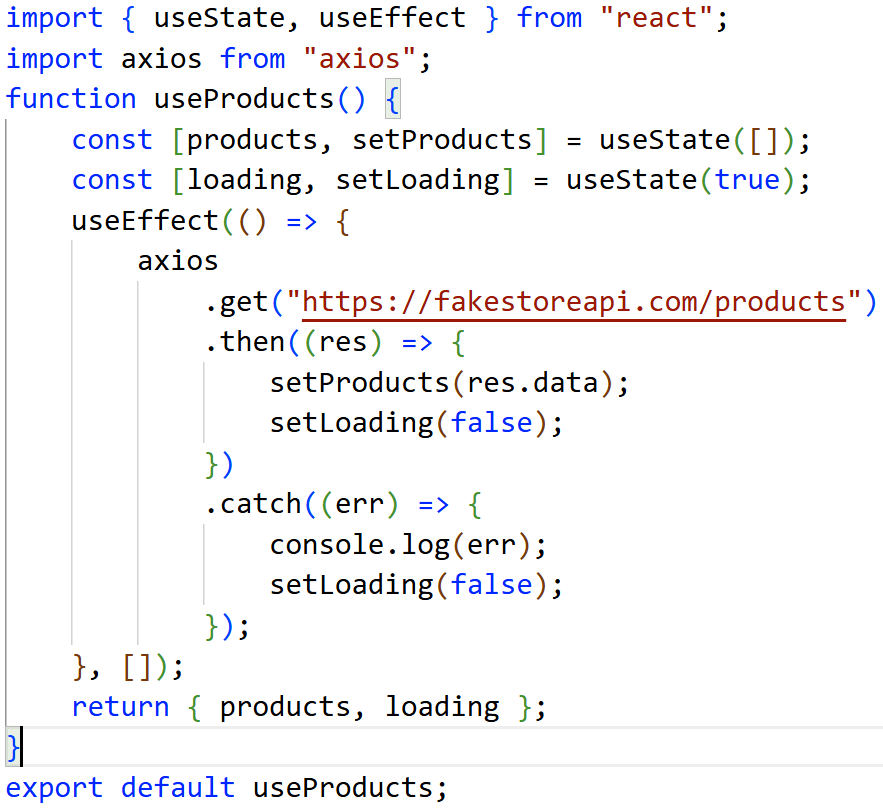 import { useState, useEffect } from "react";
import axios from "axios";
function useProducts() {
    const [products, setProducts] = useState([]);
    const [loading, setLoading] = useState(true);
    useEffect(() => {
        axios
            .get("https://fakestoreapi.com/products")
            .then((res) => {
                setProducts(res.data);
                setLoading(false);
            })
            .catch((err) => {
                console.log(err);
                setLoading(false);
            });
    }, []);
    return { products, loading };
}
export default useProducts;